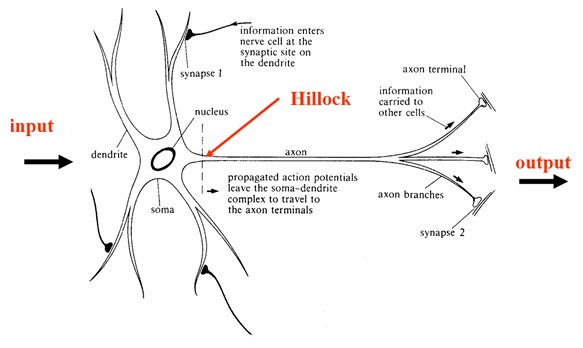 information enters
nerve cell at the
synaptic site on
the dendrite
synapse 1
axon terminal
Hillock
information
carried to
other cells
nucleus
input
dendrite
axon
output
propagated action potentials
leave the soma-dendrite
complex to travel to
the axon terminals
axon branches
soma
synapse 2